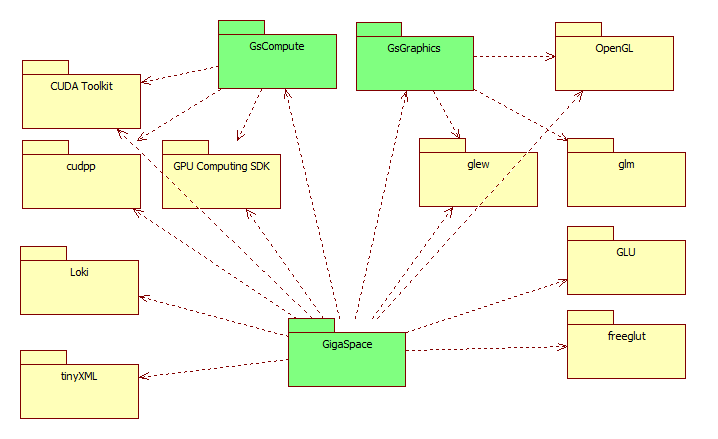 GsCompute
GsGraphics
OpenGL
CUDA Toolkit
cudpp
GPU Computing SDK
glew
glm
Loki
GLU
GigaSpace
freeglut
tinyXML